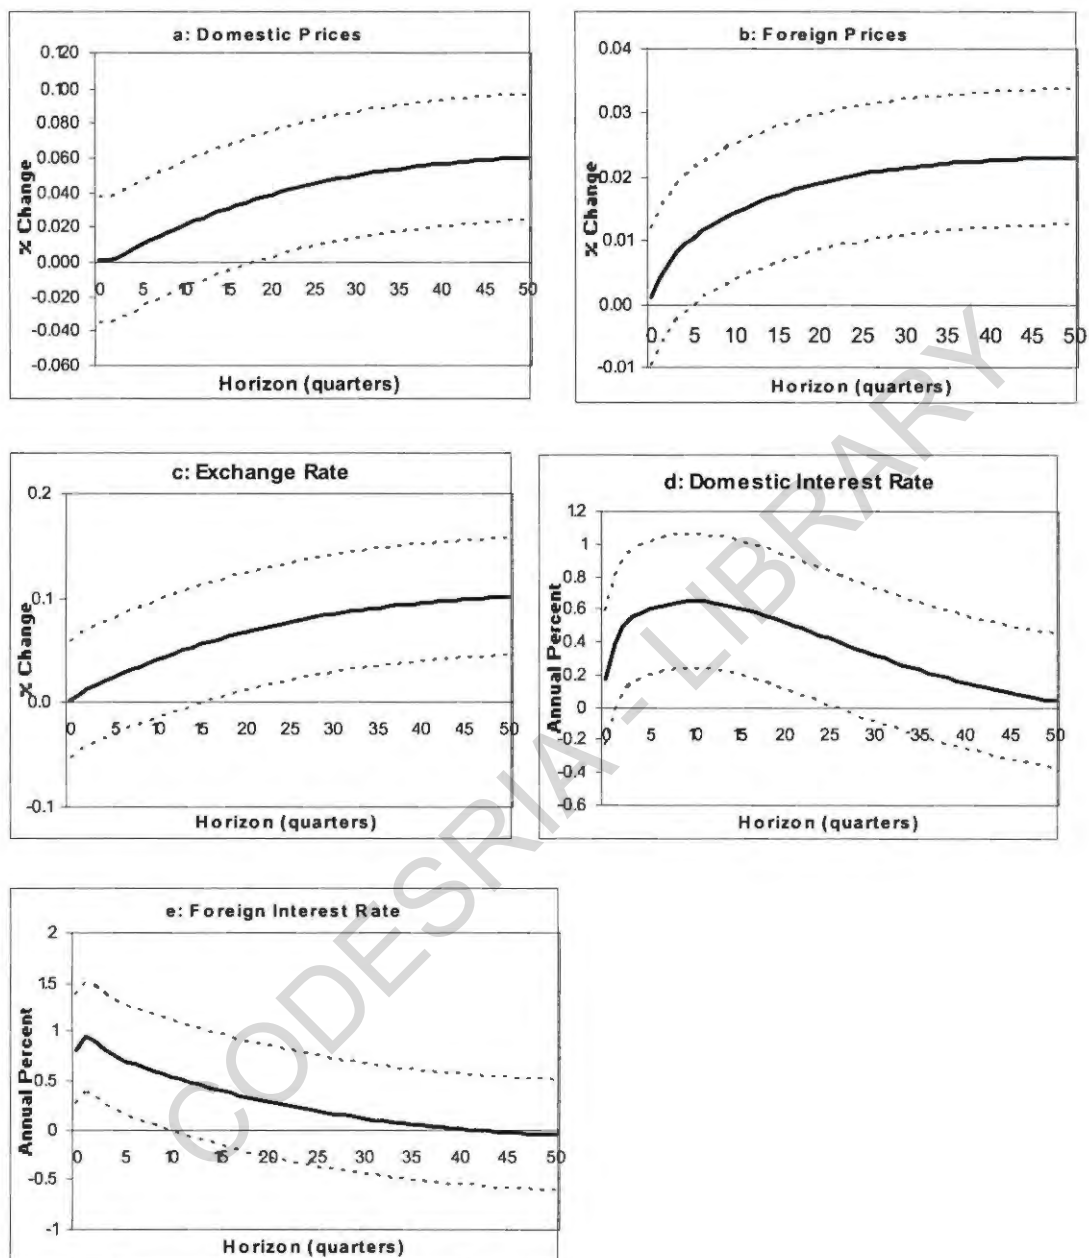 a: Domestic Prices
0.120
0.100
0.080
0.060
0.040
0.020
0.000
-0.020
-0.040
-0.060
% Change
0 5 10 15 20 25 30 35 40 45 50
Horizon (quarters)
b: Foreign Prices
0.04
0.03
0.02
0.01
0.00
-0.01
% Change
0 5 10 15 20 25 30 35 40 45 50
Horizon (quarters)
c: Exchange Rate
0.2
0.1
0.0
-0.1
% Change
0 5 10 15 20 25 30 35 40 45 50
Horizon (quarters)
d: Domestic Interest Rate
1.2
1
0.8
0.6
0.4
0.2
0
-0.2
-0.4
-0.6
Annual Percent
0 5 10 15 20 25 30 35 40 45 50
Horizon (quarters)
e: Foreign Interest Rate
2
1.5
1
0.5
0
-0.5
-1
Annual Percent
0 5 10 15 20 25 30 35 40 45 50
Horizon (quarters)
CODESRIA - LIBRARY